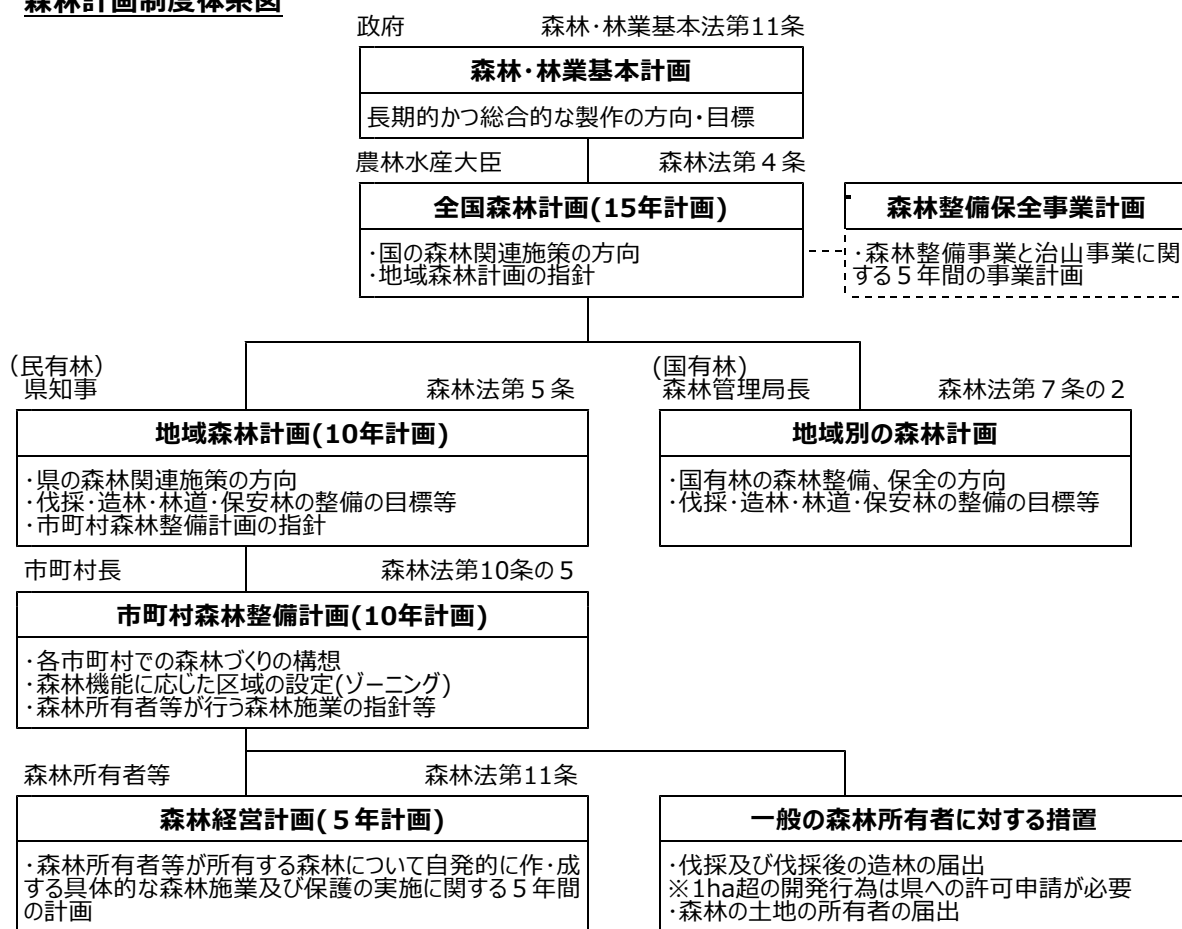 森林計画制度体系図
政府 森林・林業基本法第11条
森林・林業基本計画
長期的かつ総合的な製作の方向・目標
農林水産大臣 森林法第４条
全国森林計画(15年計画)
・国の森林関連施策の方向
・地域森林計画の指針
森林整備保全事業計画
・森林整備事業と治山事業に関
する５年間の事業計画
（民有林）
県知事 森林法第５条
地域森林計画(10年計画)
・県の森林関連施策の方向
・伐採・造林・林道・保安林の整備の目標等
・市町村森林整備計画の指針
(国有林)
森林管理局長 森林法第７条の２
地域別の森林計画
・国有林の森林整備、保全の方向
・伐採・造林・林道・保安林の整備の目標等
市町村長 森林法第10条の５
市町村森林整備計画(10年計画)
・各市町村での森林づくりの構想
・森林機能に応じた区域の設定(ゾーニング)
・森林所有者等が行う森林施業の指針等
森林所有者等 森林法第11条
森林経営計画(５年計画)
・森林所有者等が所有する森林について自発的に作・成
する具体的な森林施業及び保護の実施に関する５年間
の計画
一般の森林所有者に対する措置
・伐採及び伐採後の造林の届出
※1ha超の開発行為は県への許可申請が必要
・森林の土地の所有者の届出